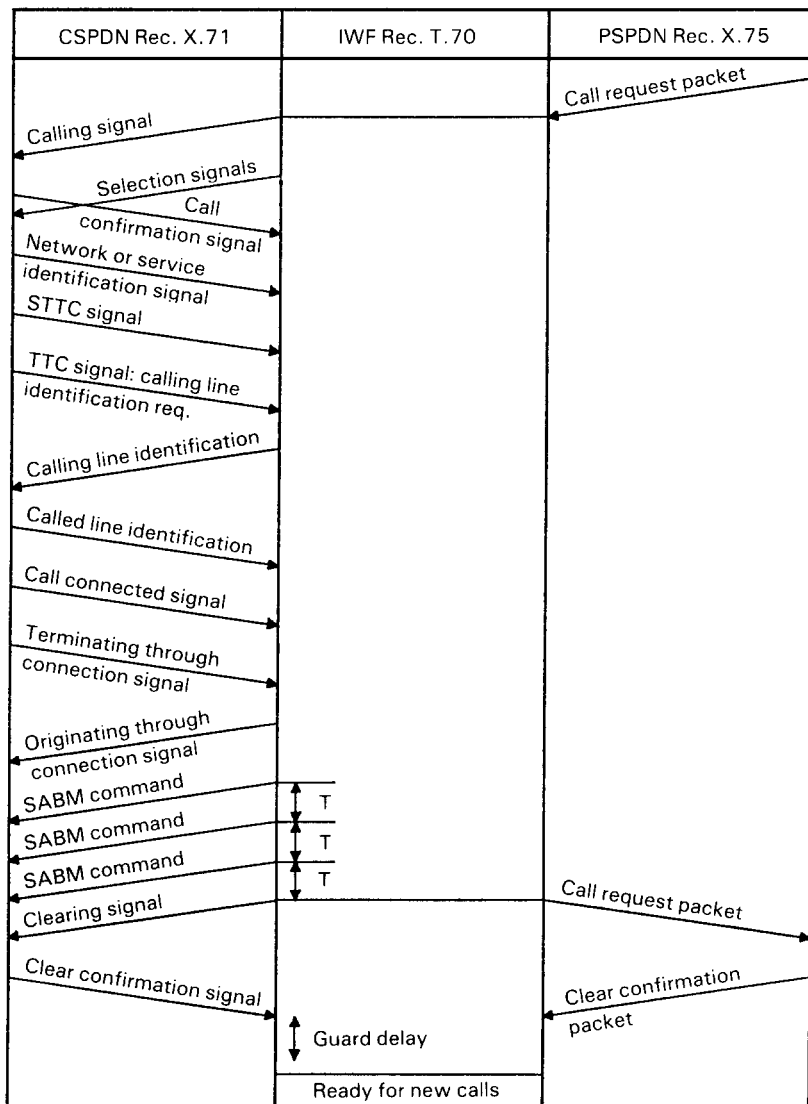 CSPDN Rec. X.71
IWF Rec. T.70
PSPDN Rec. X.75
Call request packet
Calling signal
Selection signals
Call
confirmation signal
Network or service
identification signal
STTC signal
TTC signal: calling line
identification req.
Calling line identification
Called line identification
Call connected signal
Terminating through
connection signal
Originating through
connection signal
SABM command
T
SABM command
T
SABM command
T
Clearing signal
Call request packet
Clear confirmation signal
Clear confirmation
packet
Guard delay
Ready for new calls